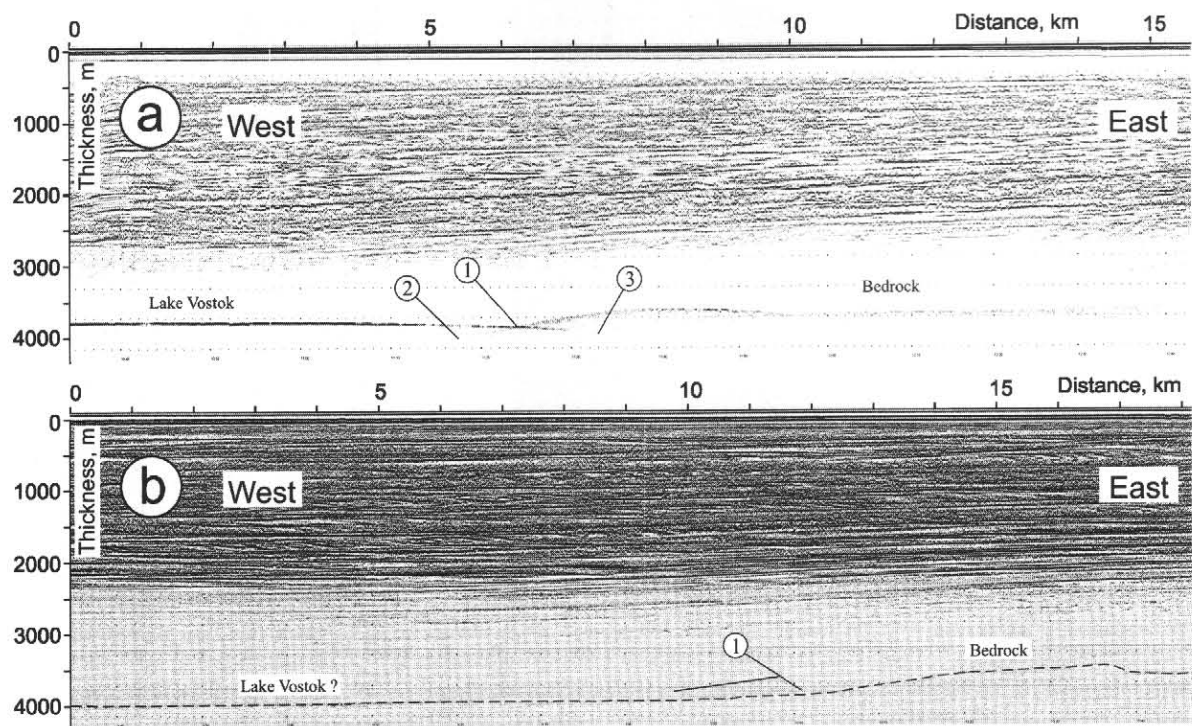 0 5 10 Distance, km 15
0
1000
2000
3000
4000
Thickness, m
a
West
East
1
2
3
Lake Vostok
Bedrock
0 5 10 15 Distance, km
0
1000
2000
3000
4000
Thickness, m
b
West
East
1
Bedrock
Lake Vostok ?